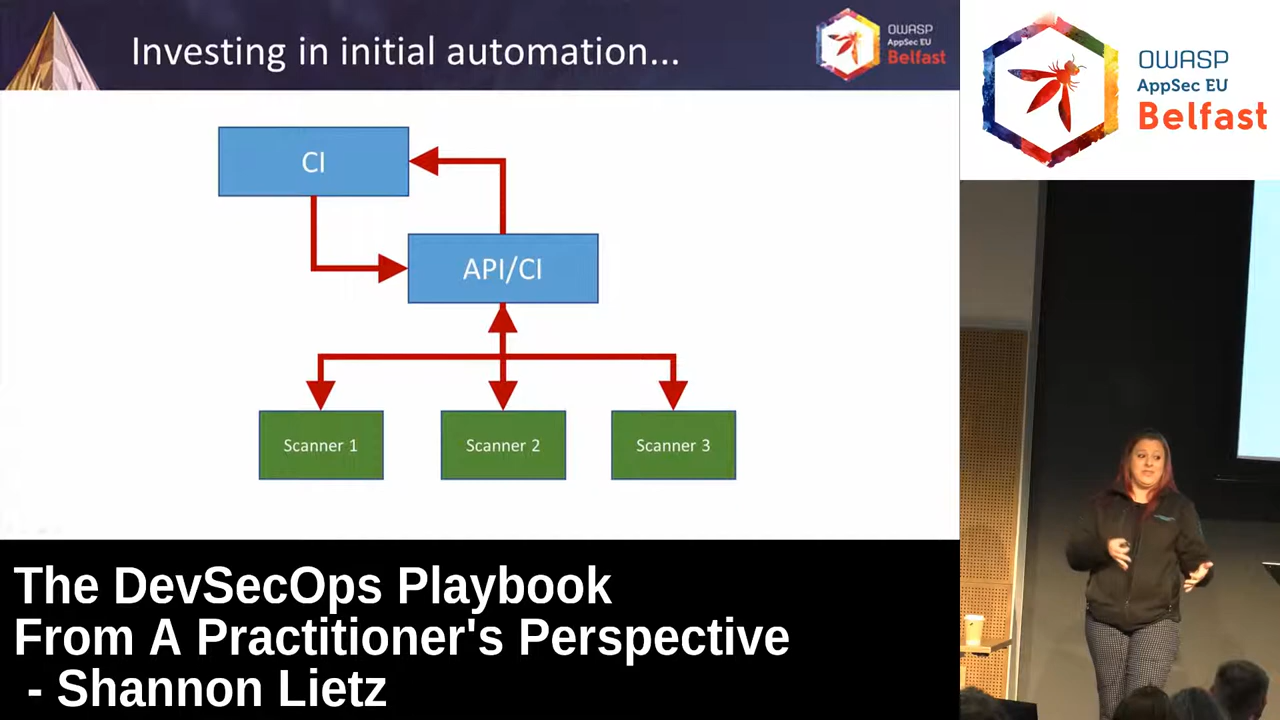 Investing in initial automation...
OWASP
AppSec EU
Belfast
OWASP
AppSec EU
Belfast
CI
API/CI
Scanner 1
Scanner 2
Scanner 3
The DevSecOps Playbook
From A Practitioner's Perspective
- Shannon Lietz